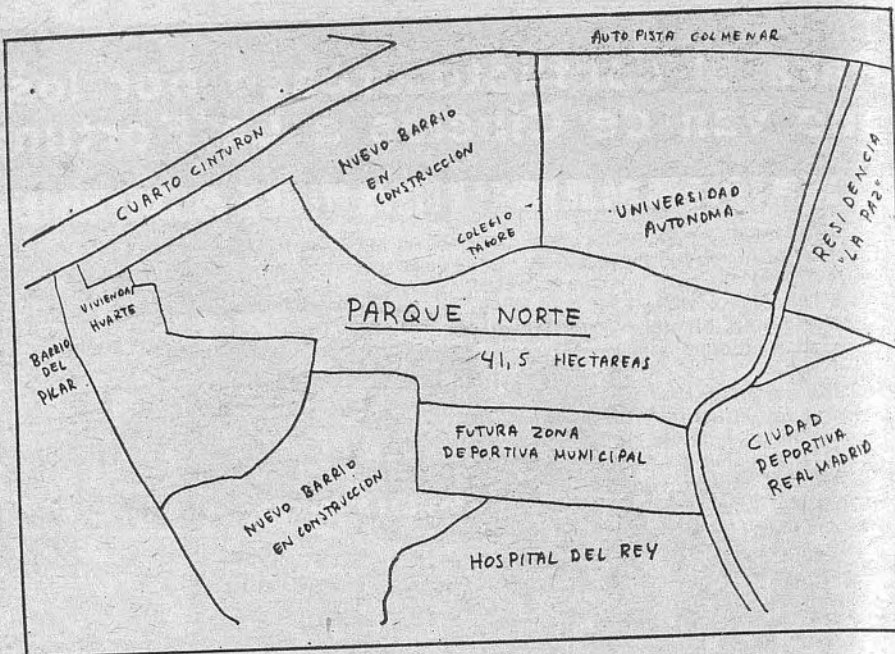 AUTO PISTA COLMENAR
CUARTO CINTURON
NUEVO BARRIO
EN
CONSTRUCCION
COLEGIO
TAGORE
UNIVERSIDAD
AUTONOMA
RESIDENCIA
"LA PAZ"
VIVIENDAS
HUARTE
BARRIO
DEL
PILAR
PARQUE NORTE
41,5 HECTAREAS
FUTURA ZONA
DEPORTIVA MUNICIPAL
CIUDAD
DEPORTIVA
REAL MADRID
NUEVO BARRIO
EN CONSTRUCCION
HOSPITAL DEL REY